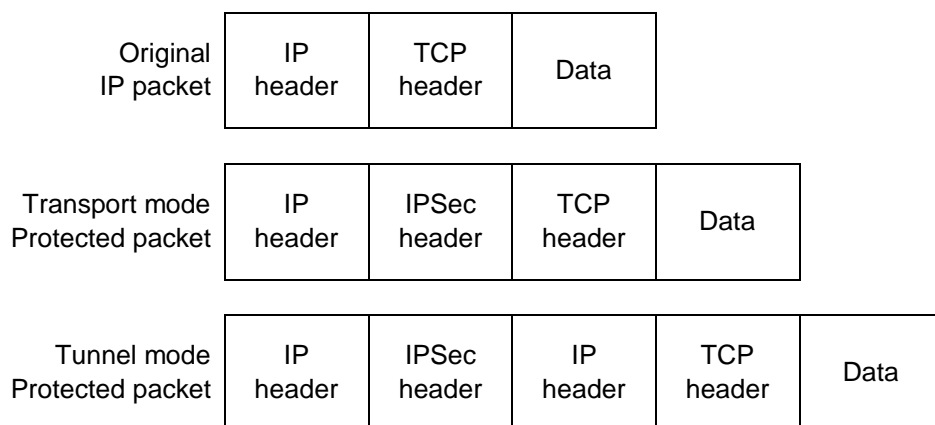 Original
IP packet
IP
header
TCP
header
Data
Transport mode
Protected packet
IP
header
IPSec
header
TCP
header
Data
Tunnel mode
Protected packet
IP
header
IPSec
header
IP
header
TCP
header
Data